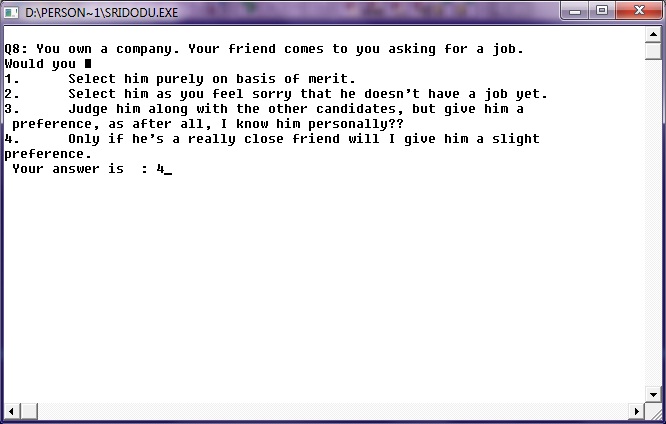 D:\PERSON~1\SRIDODU.EXE
Q8: You own a company. Your friend comes to you asking for a job.
Would you ■
1. Select him purely on basis of merit.
2. Select him as you feel sorry that he doesn't have a job yet.
3. Judge him along with the other candidates, but give him a
preference, as after all, I know him personally??
4. Only if he's a really close friend will I give him a slight
preference.
Your answer is : 4_